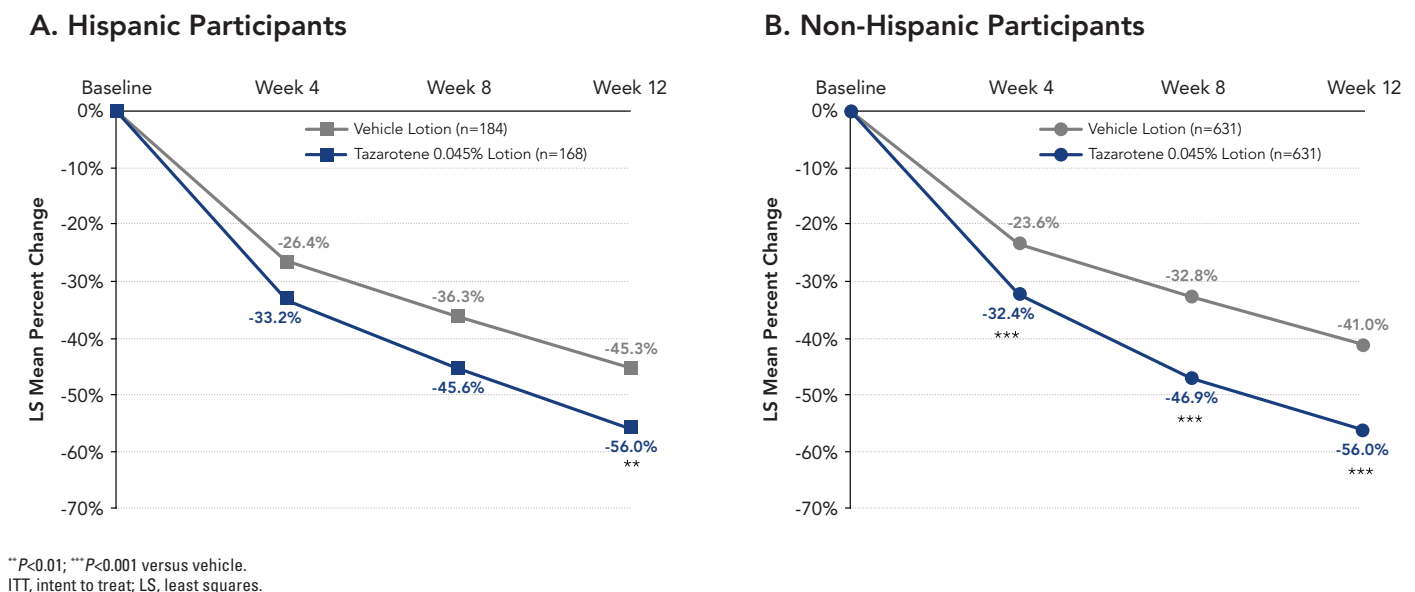 A. Hispanic Participants
Baseline Week 4 Week 8 Week 12
0%
-10%
-20%
-30%
-40%
-50%
-60%
-70%
LS Mean Percent Change
Vehicle Lotion (n=184)
Tazarotene 0.045% Lotion (n=168)
-26.4%
-36.3%
-45.3%
-33.2%
-45.6%
-56.0%
**
B. Non-Hispanic Participants
Baseline Week 4 Week 8 Week 12
0%
-10%
-20%
-30%
-40%
-50%
-60%
-70%
LS Mean Percent Change
Vehicle Lotion (n=631)
Tazarotene 0.045% Lotion (n=631)
-23.6%
-32.8%
-41.0%
-32.4%
***
-46.9%
***
-56.0%
***
**P<0.01; ***P<0.001 versus vehicle.
ITT, intent to treat; LS, least squares.